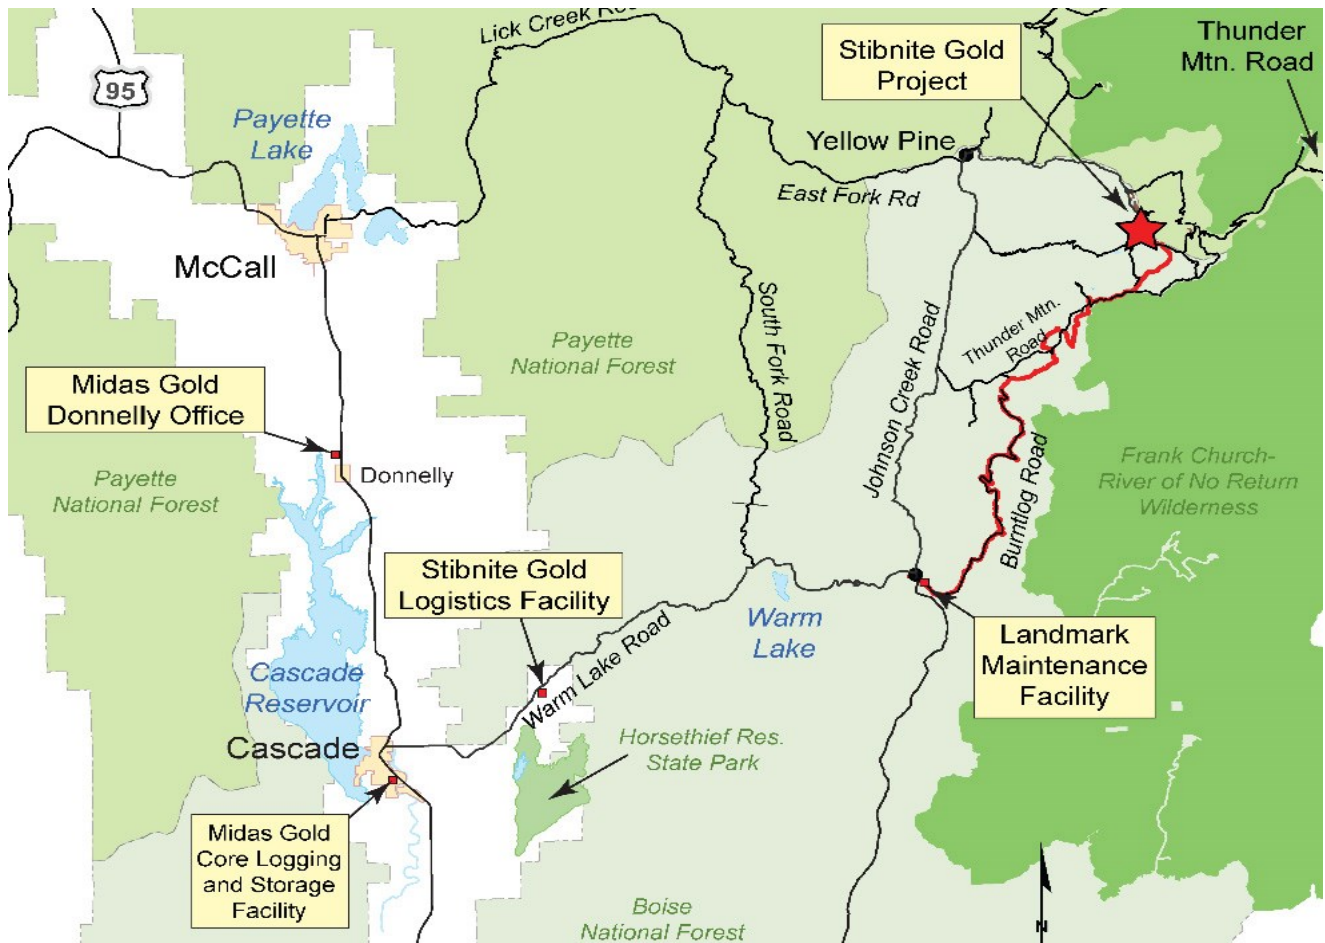 Lick Creek Road
Thunder
Mtn. Road
Stibnite Gold
Project
95
Payette
Lake
Yellow Pine
East Fork Rd
McCall
South Fork Road
Johnson Creek Road
Thunder Mtn.
Road
Payette
National Forest
Midas Gold
Donnelly Office
Donnelly
Payette
National Forest
Burntlog Road
Frank Church-
River of No Return
Wilderness
Stibnite Gold
Logistics Facility
Warm
Lake
Landmark
Maintenance
Facility
Warm Lake Road
Cascade
Reservoir
Cascade
Horsethief Res.
State Park
Midas Gold
Core Logging
and Storage
Facility
Boise
National Forest
N